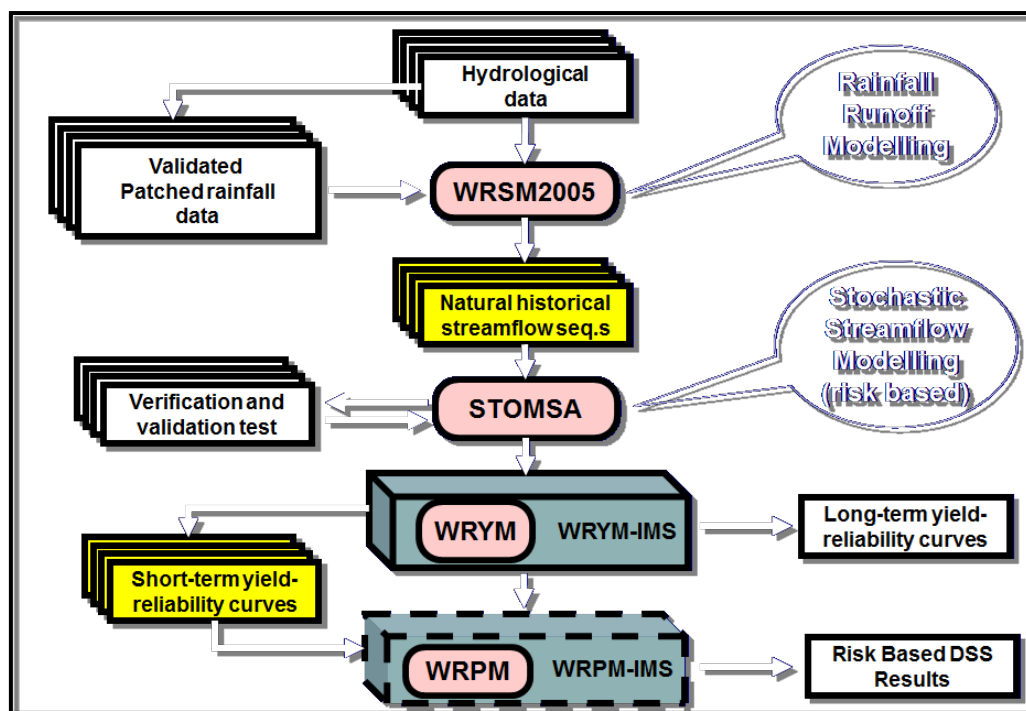 Hydrological
data
Rainfall
Runoff
Modelling
Validated
Patched rainfall
data
WRSM2005
Natural historical
streamflow seq.s
Stochastic
Streamflow
Modelling
(risk based)
Verification and
validation test
STOMSA
WRYM
WRYM-IMS
Long-term yield-
reliability curves
Short-term yield-
reliability curves
WRPM
WRPM-IMS
Risk Based DSS
Results